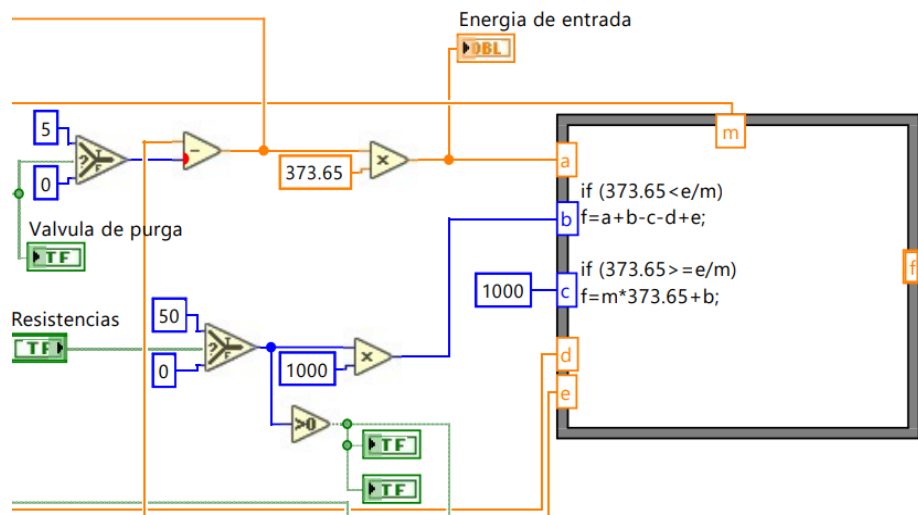 Energia de entrada
DBL
5
?
T
F
0
-
373.65
x
m
a
if (373.65<e/m)
b
f=a+b-c-d+e;
Valvula de purga
TF
if (373.65>=e/m)
1000
c
f=m*373.65+b;
f
Resistencias
TF
50
?
T
F
0
1000
x
d
e
>0
TF
TF